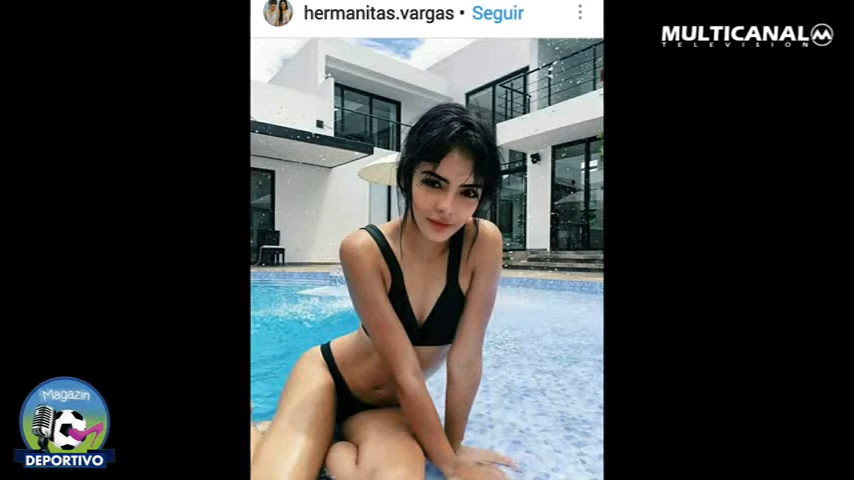 hermanitas.vargas • Seguir
MULTICANAL
TELEVISION
Magazin
DEPORTIVO